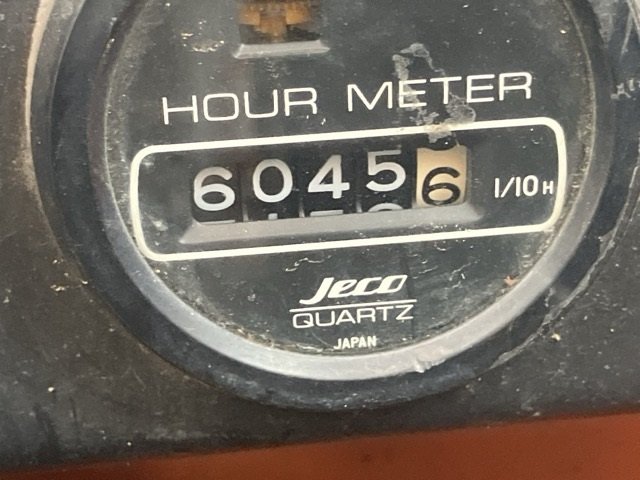 HOUR METER
60456 1/10H
Jeco
QUARTZ
JAPAN